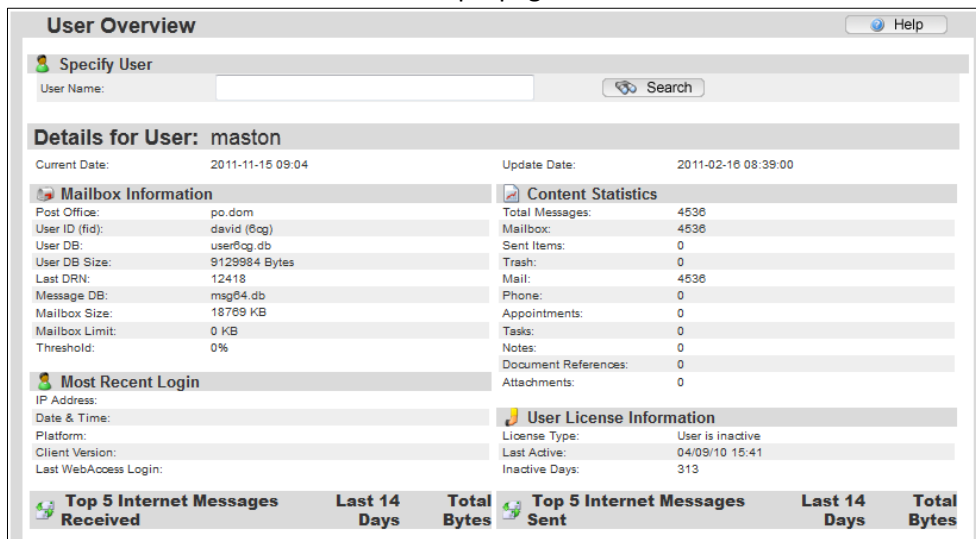 User Overview
Help
Specify User
User Name:
Search
Details for User: maston
Current Date: 2011-11-15 09:04
Update Date: 2011-02-16 08:39:00
Mailbox Information
Post Office: po.dom
User ID (fid): david (6cg)
User DB: user6cg.db
User DB Size: 9129984 Bytes
Last DRN: 12418
Message DB: msg64.db
Mailbox Size: 18769 KB
Mailbox Limit: 0 KB
Threshold: 0%
Most Recent Login
IP Address:
Date & Time:
Platform:
Client Version:
Last WebAccess Login:
Content Statistics
Total Messages: 4536
Mailbox: 4536
Sent Items: 0
Trash: 0
Mail: 4536
Phone: 0
Appointments: 0
Tasks: 0
Notes: 0
Document References: 0
Attachments: 0
User License Information
License Type: User is inactive
Last Active: 04/09/10 15:41
Inactive Days: 313
Top 5 Internet Messages Received Last 14 Days Total Bytes
Top 5 Internet Messages Sent Last 14 Days Total Bytes